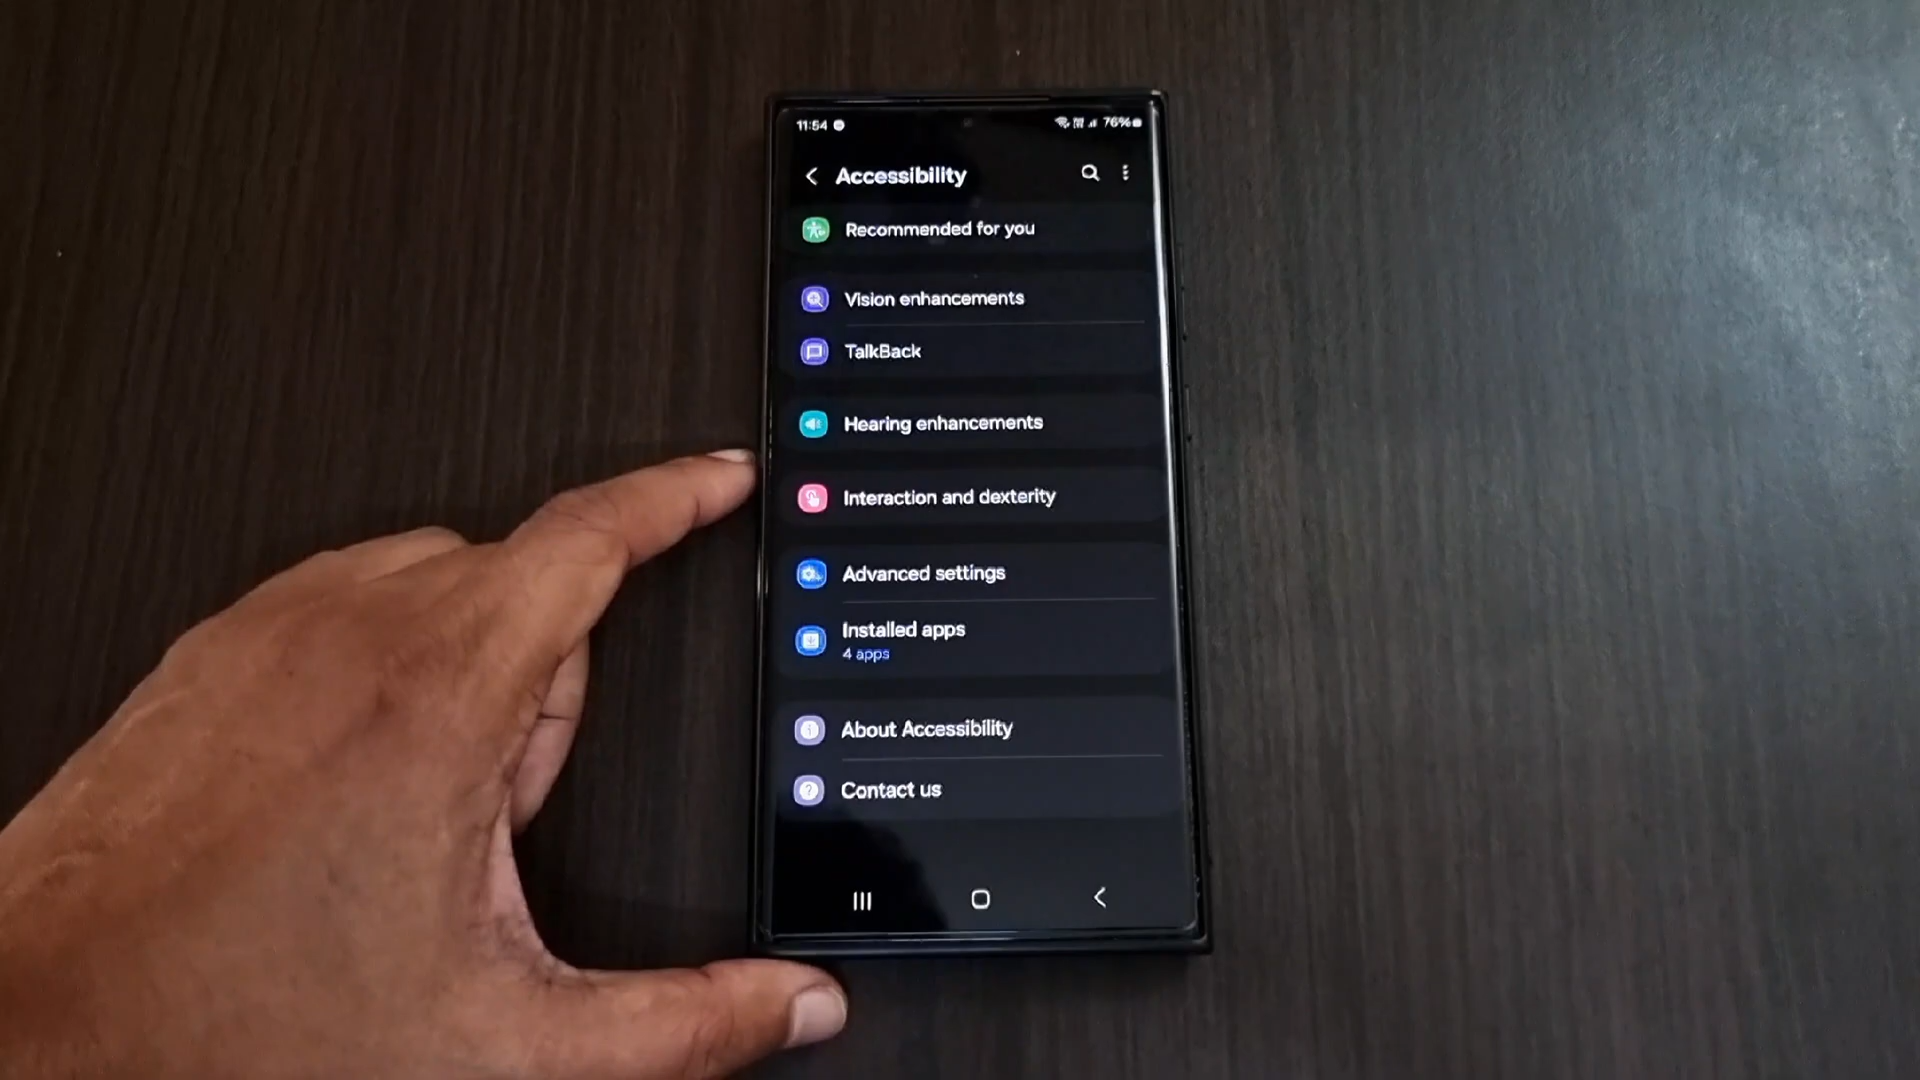 11:54
76%
Accessibility
Recommended for you
Vision enhancements
TalkBack
Hearing enhancements
Interaction and dexterity
Advanced settings
Installed apps
4 apps
About Accessibility
Contact us